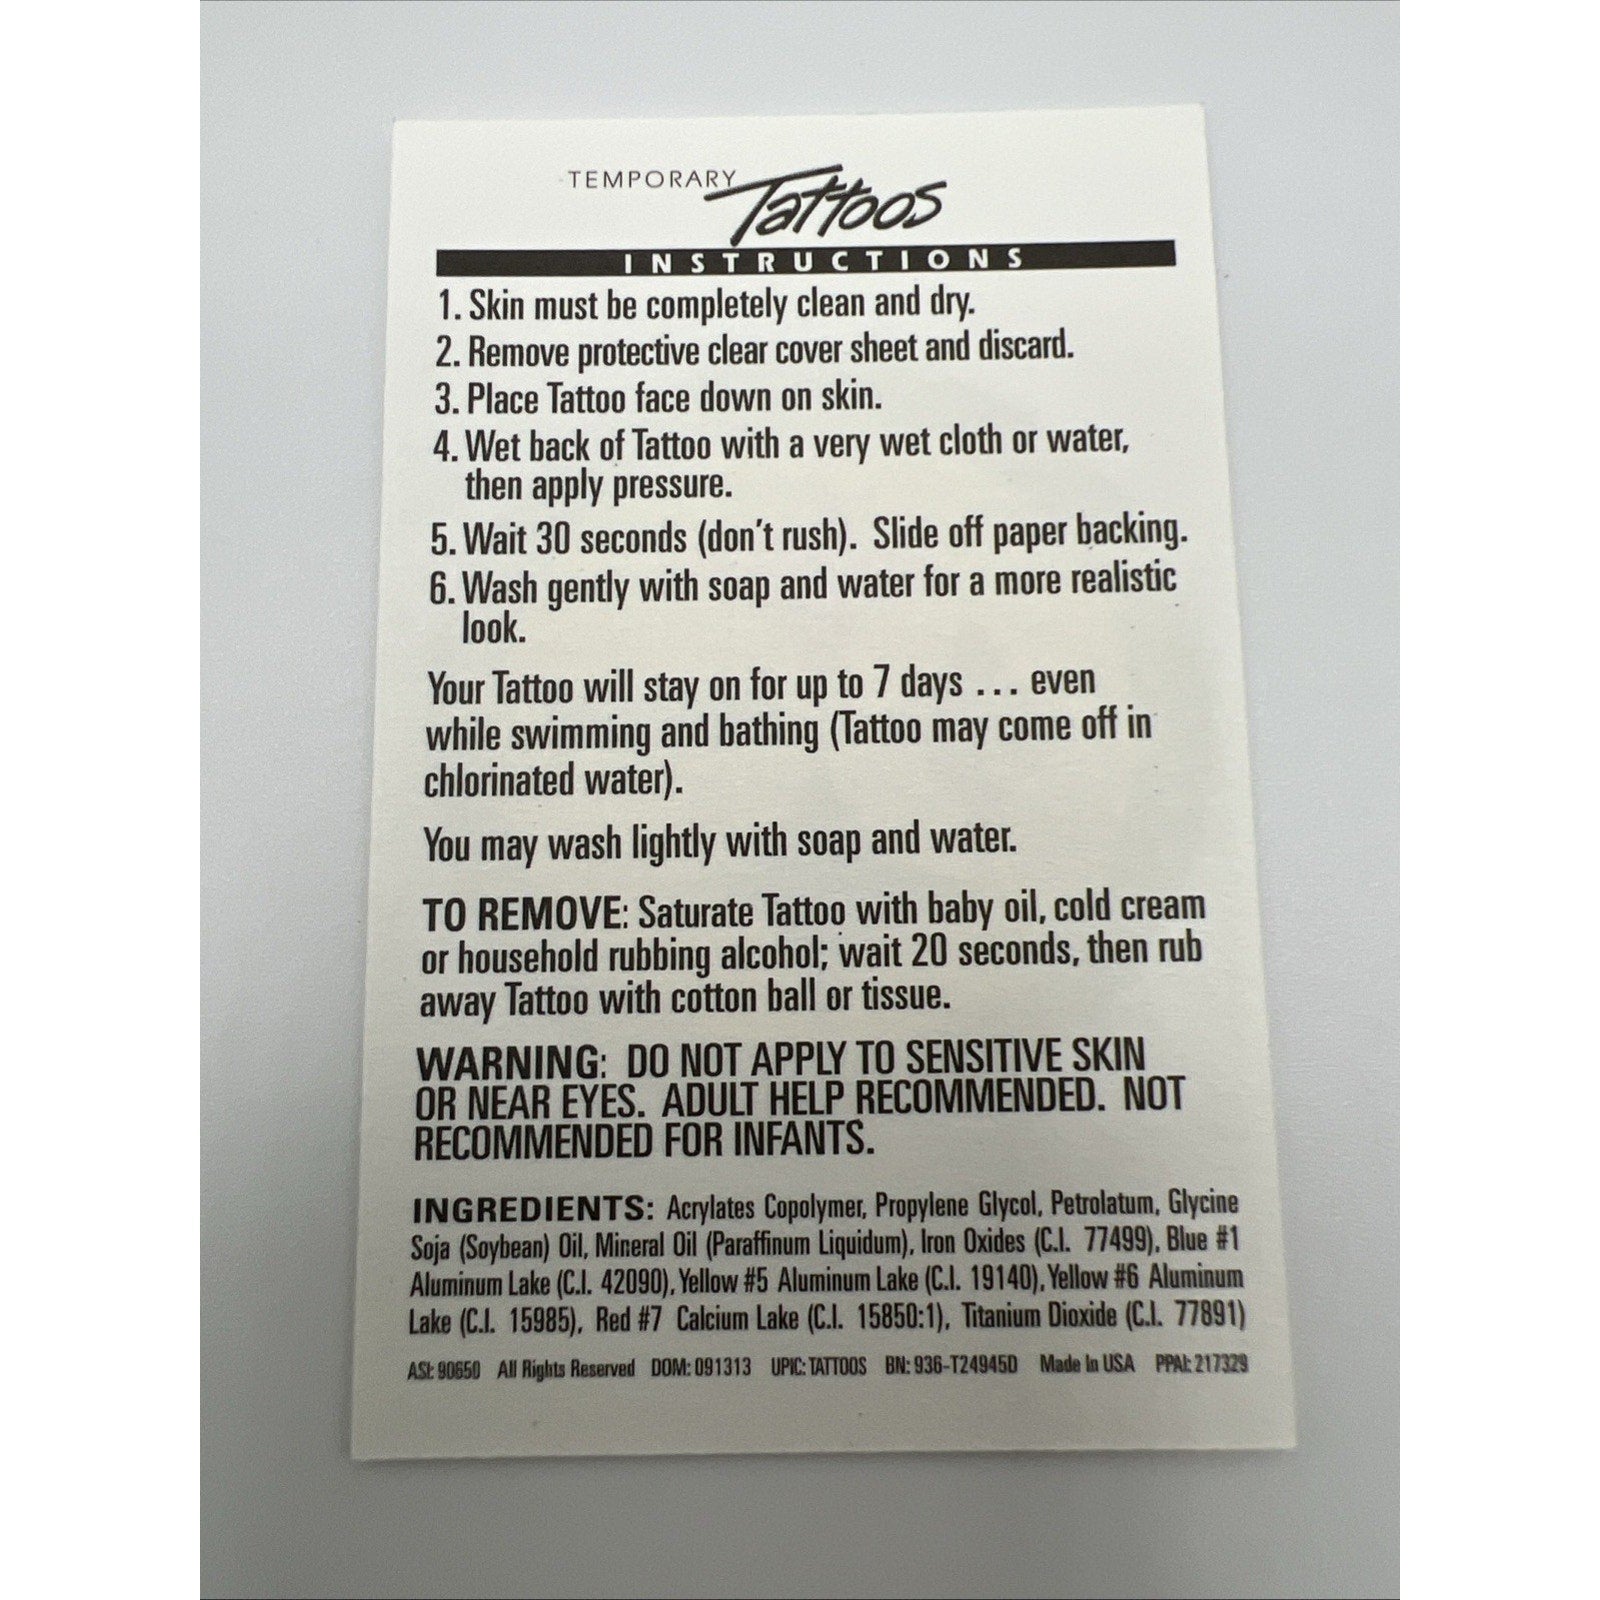 TEMPORARY Tattoos
INSTRUCTIONS
1. Skin must be completely clean and dry.
2. Remove protective clear cover sheet and discard.
3. Place Tattoo face down on skin.
4. Wet back of Tattoo with a very wet cloth or water,
then apply pressure.
5. Wait 30 seconds (don't rush). Slide off paper backing.
6. Wash gently with soap and water for a more realistic
look.
Your Tattoo will stay on for up to 7 days ... even
while swimming and bathing (Tattoo may come off in
chlorinated water).
You may wash lightly with soap and water.
TO REMOVE: Saturate Tattoo with baby oil, cold cream
or household rubbing alcohol; wait 20 seconds, then rub
away Tattoo with cotton ball or tissue.
WARNING: DO NOT APPLY TO SENSITIVE SKIN
OR NEAR EYES. ADULT HELP RECOMMENDED. NOT
RECOMMENDED FOR INFANTS.
INGREDIENTS: Acrylates Copolymer, Propylene Glycol, Petrolatum, Glycine
Soja (Soybean) Oil, Mineral Oil (Paraffinum Liquidum), Iron Oxides (C.I. 77499), Blue #1
Aluminum Lake (C.I. 42090), Yellow #5 Aluminum Lake (C.I. 19140), Yellow #6 Aluminum
Lake (C.I. 15985), Red #7 Calcium Lake (C.I. 15850:1), Titanium Dioxide (C.I. 77891)
ASI: 90650 All Rights Reserved DOM: 091313 UPIC: TATTOOS BN: 936-T24945D Made In USA PPAI: 217329